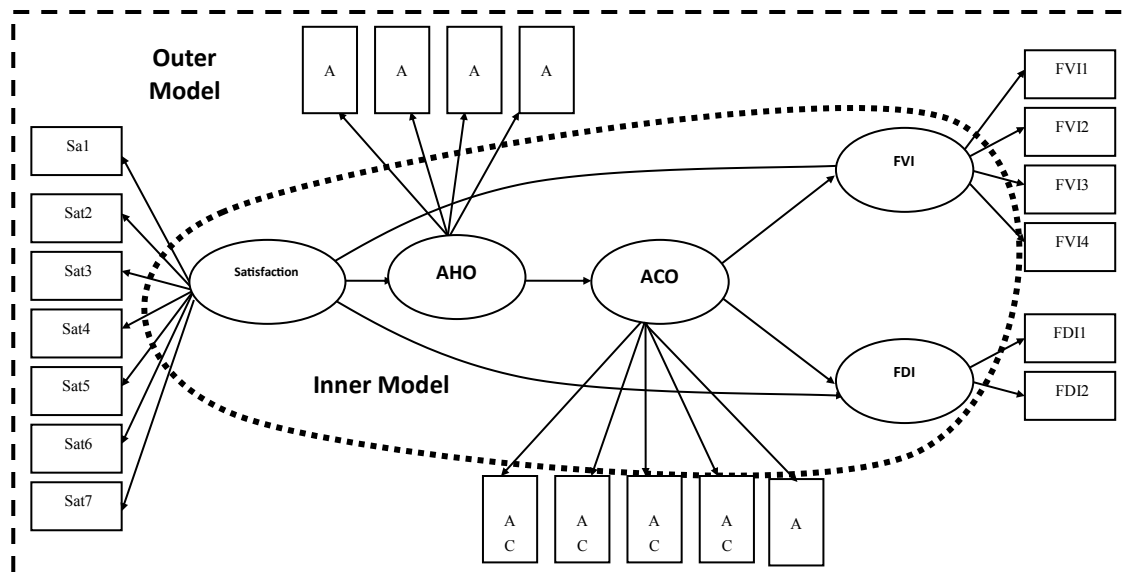 Outer
Model
A
A
A
A
FVI1
FVI2
FVI3
FVI4
Sa1
Sat2
Sat3
Sat4
Sat5
Sat6
Sat7
FVI
Satisfaction
AHO
ACO
FDI
FDI1
FDI2
Inner Model
A
C
A
C
A
C
A
C
A